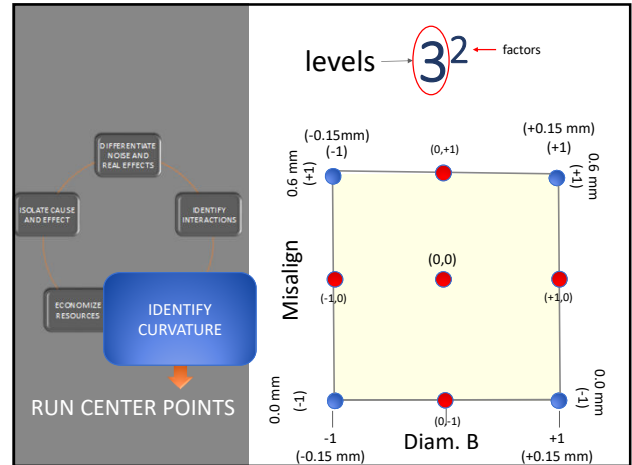 levels
3²
factors
DIFFERENTIATE
NOISE AND
REAL EFFECTS
ISOLATE CAUSE
AND EFFECT
IDENTIFY
INTERACTIONS
ECONOMIZE
RESOURCES
IDENTIFY
CURVATURE
RUN CENTER POINTS
(-0.15mm)
(-1)
(0,+1)
(+0.15 mm)
(+1)
0.6 mm
(+1)
0.6 mm
(+1)
Misalign
(0,0)
(-1,0)
(+1,0)
0.0 mm
(-1)
0.0 mm
(-1)
(0,-1)
-1
(-0.15 mm)
Diam. B
+1
(+0.15 mm)